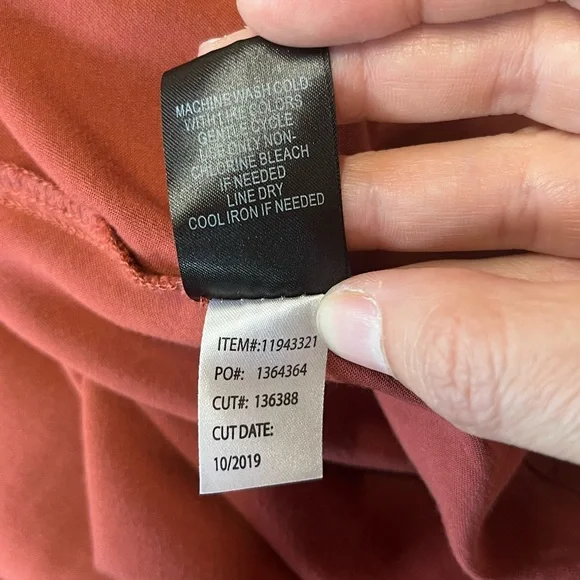 MACHINE WASH COLD
WITH LIKE COLORS
GENTLE CYCLE
USE ONLY NON-
CHLORINE BLEACH
IF NEEDED
LINE DRY
COOL IRON IF NEEDED
ITEM#:11943321
PO#: 1364364
CUT#: 136388
CUT DATE:
10/2019